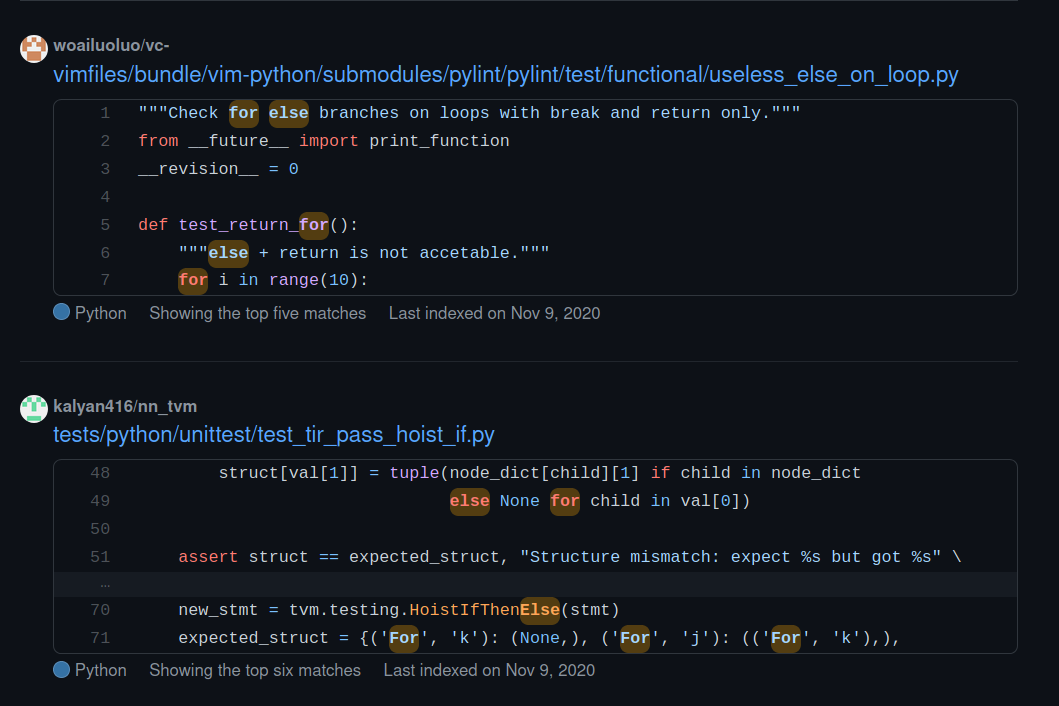 woailuoluo/vc-
vimfiles/bundle/vim-python/submodules/pylint/pylint/test/functional/useless_else_on_loop.py
1 """Check for else branches on loops with break and return only."""
2 from __future__ import print_function
3 __revision__ = 0
4
5 def test_return_for():
6 """else + return is not accetable."""
7 for i in range(10):
Python Showing the top five matches Last indexed on Nov 9, 2020
kalyan416/nn_tvm
tests/python/unittest/test_tir_pass_hoist_if.py
48 struct[val[1]] = tuple(node_dict[child][1] if child in node_dict
49 else None for child in val[0])
50
51 assert struct == expected_struct, "Structure mismatch: expect %s but got %s" \
…
70 new_stmt = tvm.testing.HoistIfThenElse(stmt)
71 expected_struct = {('For', 'k'): (None,), ('For', 'j'): (('For', 'k'),),
Python Showing the top six matches Last indexed on Nov 9, 2020